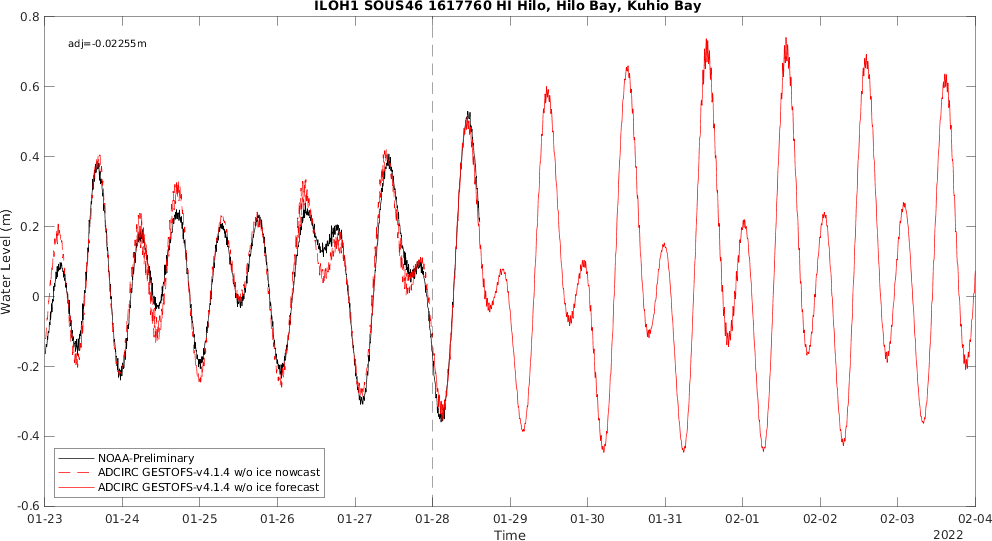 ILOH1 SOUS46 1617760 HI Hilo, Hilo Bay, Kuhio Bay
adj=-0.02255m
0.8
0.6
0.4
0.2
0
-0.2
-0.4
-0.6
Water Level (m)
NOAA-Preliminary
ADCIRC GESTOFS-v4.1.4 w/o ice nowcast
ADCIRC GESTOFS-v4.1.4 w/o ice forecast
01-23 01-24 01-25 01-26 01-27 01-28 01-29 01-30 01-31 02-01 02-02 02-03 02-04
Time
2022